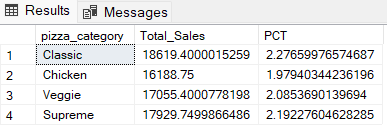 Results Messages
pizza_category Total_Sales PCT
1 Classic 18619.4000015259 2.27659976574687
2 Chicken 16188.75 1.97940344236196
3 Veggie 17055.4000778198 2.0853690139694
4 Supreme 17929.7499866486 2.19227604628285